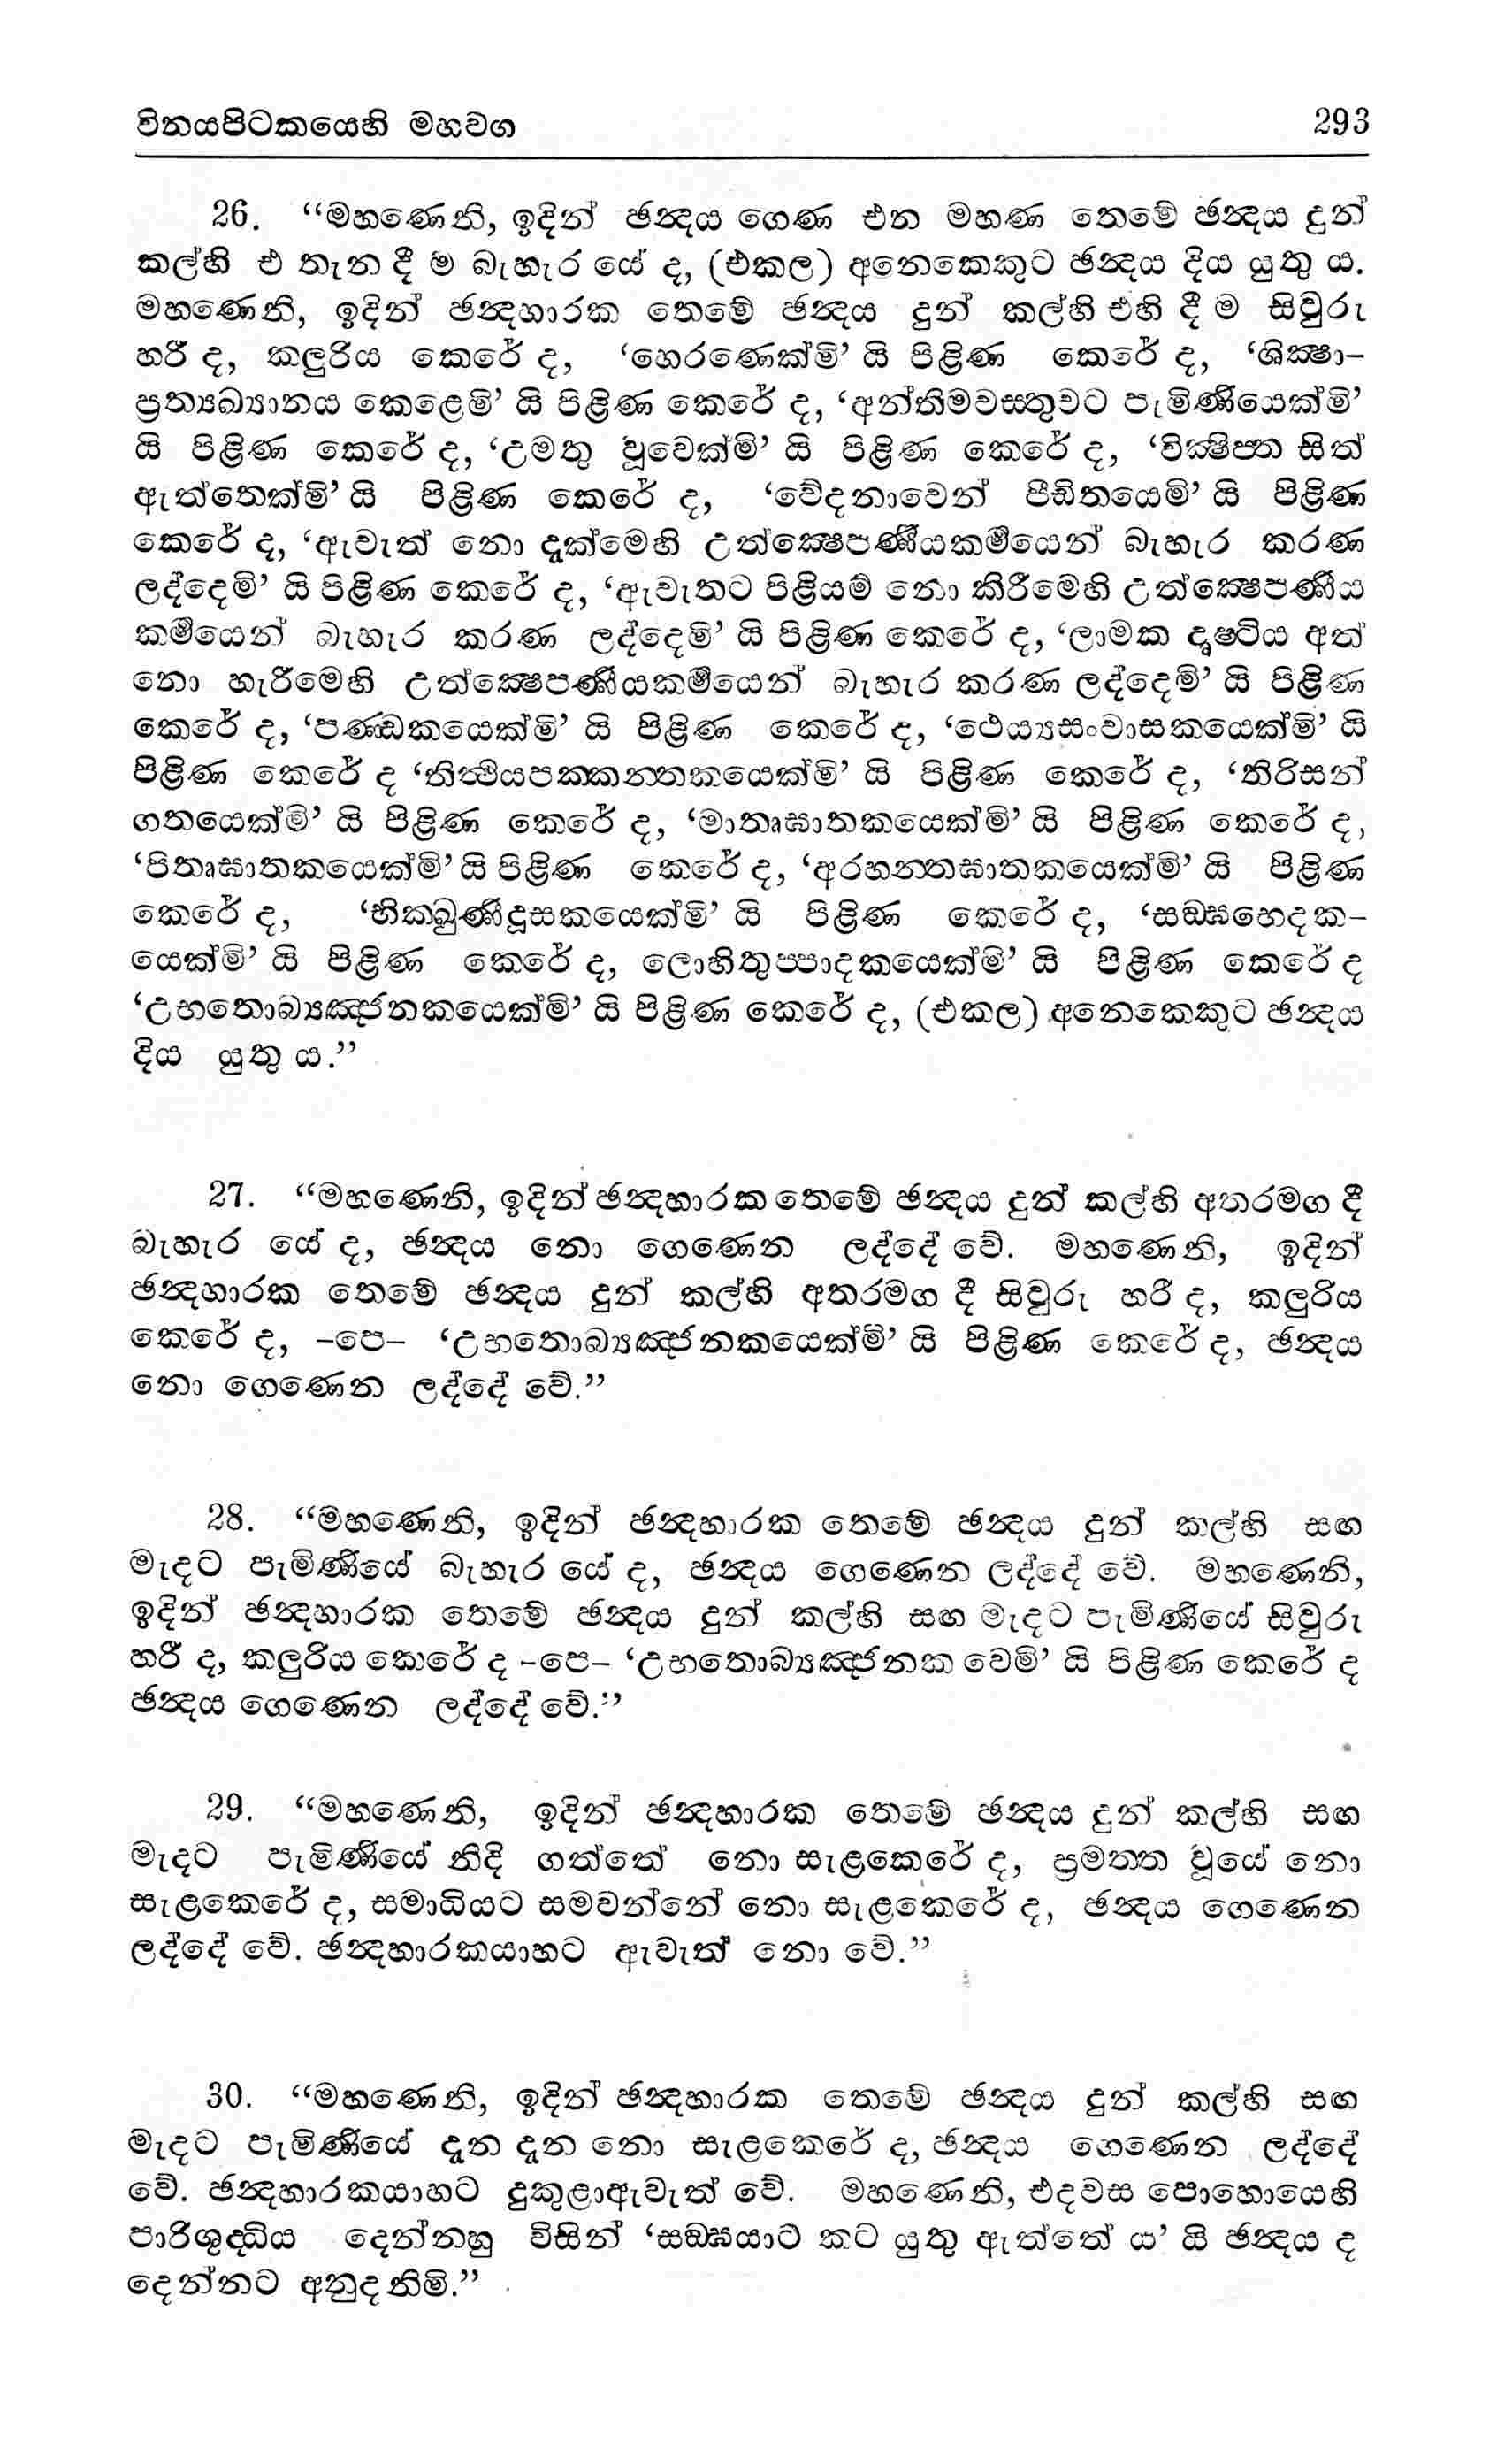 විනයපිටකයෙහි මහවග 293
26. “මහණෙනි, ඉදින් ඡන්‍දය ගෙණ එන මහණ තෙමේ ඡන්‍දය දුන්
කල්හි එ තැන දී ම බැහැර යේ ද, (එකල) අනෙකෙකුට ඡන්‍දය දිය යුතු ය.
මහණෙනි, ඉදින් ඡන්‍දහාරක තෙමේ ඡන්‍දය දුන් කල්හි එහි දී ම සිවුරු
හරී ද, කලුරිය කෙරේ ද, ‘හෙරණෙක්මි’ යි පිළිණ කෙරේ ද, ‘ශික්‍ෂා–
ප්‍රත්‍යඛ්‍යානය කෙළෙමි’ යි පිළිණ කෙරේ ද, ‘අන්තිමවස්‍තුවට පැමිණියෙක්මි’
යි පිළිණ කෙරේ ද, ‘උමතු වූවෙක්මි’ යි පිළිණ කෙරේ ද, ‘වික්‍ෂිප්‍ත සිත්
ඇත්තෙක්මි’ යි පිළිණ කෙරේ ද, ‘වේදනාවෙන් පීඩිතයෙමි’ යි පිළිණ
කෙරේ ද, ‘ඇවැත් නො දැක්මෙහි උත්ක්‍ෂෙපණීයකර්‍මයෙන් බැහැර කරණ
ලද්දෙමි’ යි පිළිණ කෙරේ ද, ‘ඇවැතට පිළියම් නො කිරීමෙහි උත්ක්‍ෂෙපණීය
කර්‍මයෙන් බැහැර කරණ ලද්දෙමි’ යි පිළිණ කෙරේ ද, ‘ලාමක දෘෂ්‍ටිය අත්
නො හැරීමෙහි උත්ක්‍ෂෙපණීයකර්‍මයෙන් බැහැර කරණ ලද්දෙමි’ යි පිළිණ
කෙරේ ද, ‘පණ්‍ඩකයෙක්මි’ යි පිළිණ කෙරේ ද, ‘ථෙය්‍යසංවාසකයෙක්මි’ යි
පිළිණ කෙරේ ද ‘තිත්‍ථියපක්‍කන්‍තකයෙක්මි’ යි පිළිණ කෙරේ ද, ‘තිරිසන්
ගතයෙක්මි’ යි පිළිණ කෙරේ ද, ‘මාතෘඝාතකයෙක්මි’ යි පිළිණ කෙරේ ද,
‘පිතෘඝාතකයෙක්මි’ යි පිළිණ කෙරේ ද, ‘අරහන්‍තඝාතකයෙක්මි’ යි පිළිණ
කෙරේ ද, ‘භික්‍ඛුණීදූසකයෙක්මි’ යි පිළිණ කෙරේ ද, ‘සඞ්‍ඝභෙදක–
යෙක්මි’ යි පිළිණ කෙරේ ද, ලොහිතුප්‍පාදකයෙක්මි’ යි පිළිණ කෙරේ ද
‘උභතොබ්‍යඤ්‍ජනකයෙක්මි’ යි පිළිණ කෙරේ ද, (එකල) අනෙකෙකුට ඡන්‍දය
දිය යුතු ය.”
27. “මහණෙනි, ඉදින් ඡන්‍දහාරක තෙමේ ඡන්‍දය දුන් කල්හි අතරමග දී
බැහැර යේ ද, ඡන්‍දය නො ගෙණෙන ලද්දේ වේ. මහණෙනි, ඉදින්
ඡන්‍දහාරක තෙමේ ඡන්‍දය දුන් කල්හි අතරමග දී සිවුරු හරී ද, කලුරිය
කෙරේ ද, –පෙ– ‘උභතොබ්‍යඤ්‍ජනකයෙක්මි’ යි පිළිණ කෙරේ ද, ඡන්‍දය
නො ගෙණෙන ලද්දේ වේ.”
28. “මහණෙනි, ඉදින් ඡන්‍දහාරක තෙමේ ඡන්‍දය දුන් කල්හි සඟ
මැදට පැමිණියේ බැහැර යේ ද, ඡන්‍දය ගෙණෙන ලද්දේ වේ. මහණෙනි,
ඉදින් ඡන්‍දහාරක තෙමේ ඡන්‍දය දුන් කල්හි සඟ මැදට පැමිණියේ සිවුරු
හරී ද, කලුරිය කෙරේ ද –පෙ– ‘උභතොබ්‍යඤ්‍ජනක වෙමි’ යි පිළිණ කෙරේ ද
ඡන්‍දය ගෙණෙන ලද්දේ වේ.”
29. “මහණෙනි, ඉදින් ඡන්‍දහාරක තෙමේ ඡන්‍දය දුන් කල්හි සඟ
මැදට පැමිණියේ නිදි ගත්තේ නො සැළකෙරේ ද, ප්‍රමත්‍ත වූයේ නො
සැළකෙරේ ද, සමාධියට සමවන්නේ නො සැළකෙරේ ද, ඡන්‍දය ගෙණෙන
ලද්දේ වේ. ඡන්‍දහාරකයාහට ඇවැත් නො වේ.”
30. “මහණෙනි, ඉදින් ඡන්‍දහාරක තෙමේ ඡන්‍දය දුන් කල්හි සඟ
මැදට පැමිණියේ දැන දැන නො සැළකෙරේ ද, ඡන්‍දය ගෙණෙන ලද්දේ
වේ. ඡන්‍දහාරකයාහට දුකුළාඇවැත් වේ. මහණෙනි, එදවස පොහොයෙහි
පාරිශුද්‍ධිය දෙන්නහු විසින් ‘සඞ්‍ඝයාට කට යුතු ඇත්තේ ය’ යි ඡන්‍දය ද
දෙන්නට අනුදනිමි.”